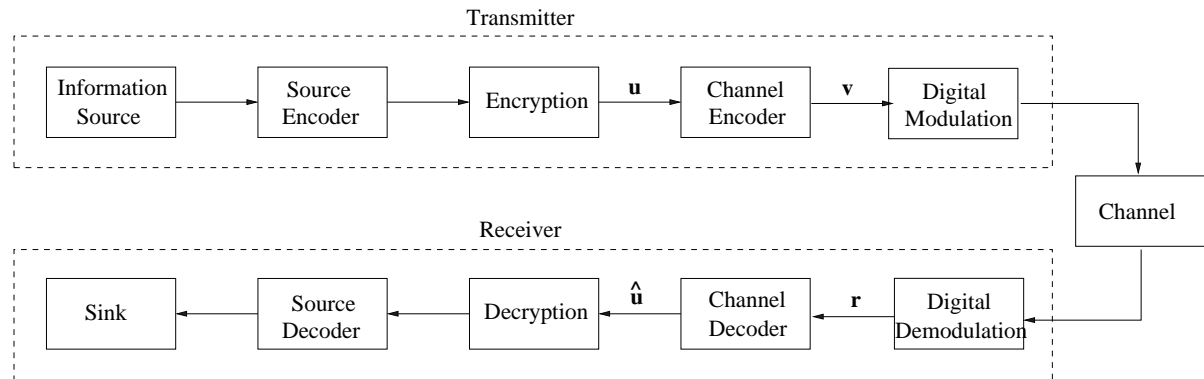 Transmitter
Information
Source
Source
Encoder
Encryption
u
Channel
Encoder
v
Digital
Modulation
Channel
Receiver
Sink
Source
Decoder
Decryption
û
Channel
Decoder
r
Digital
Demodulation